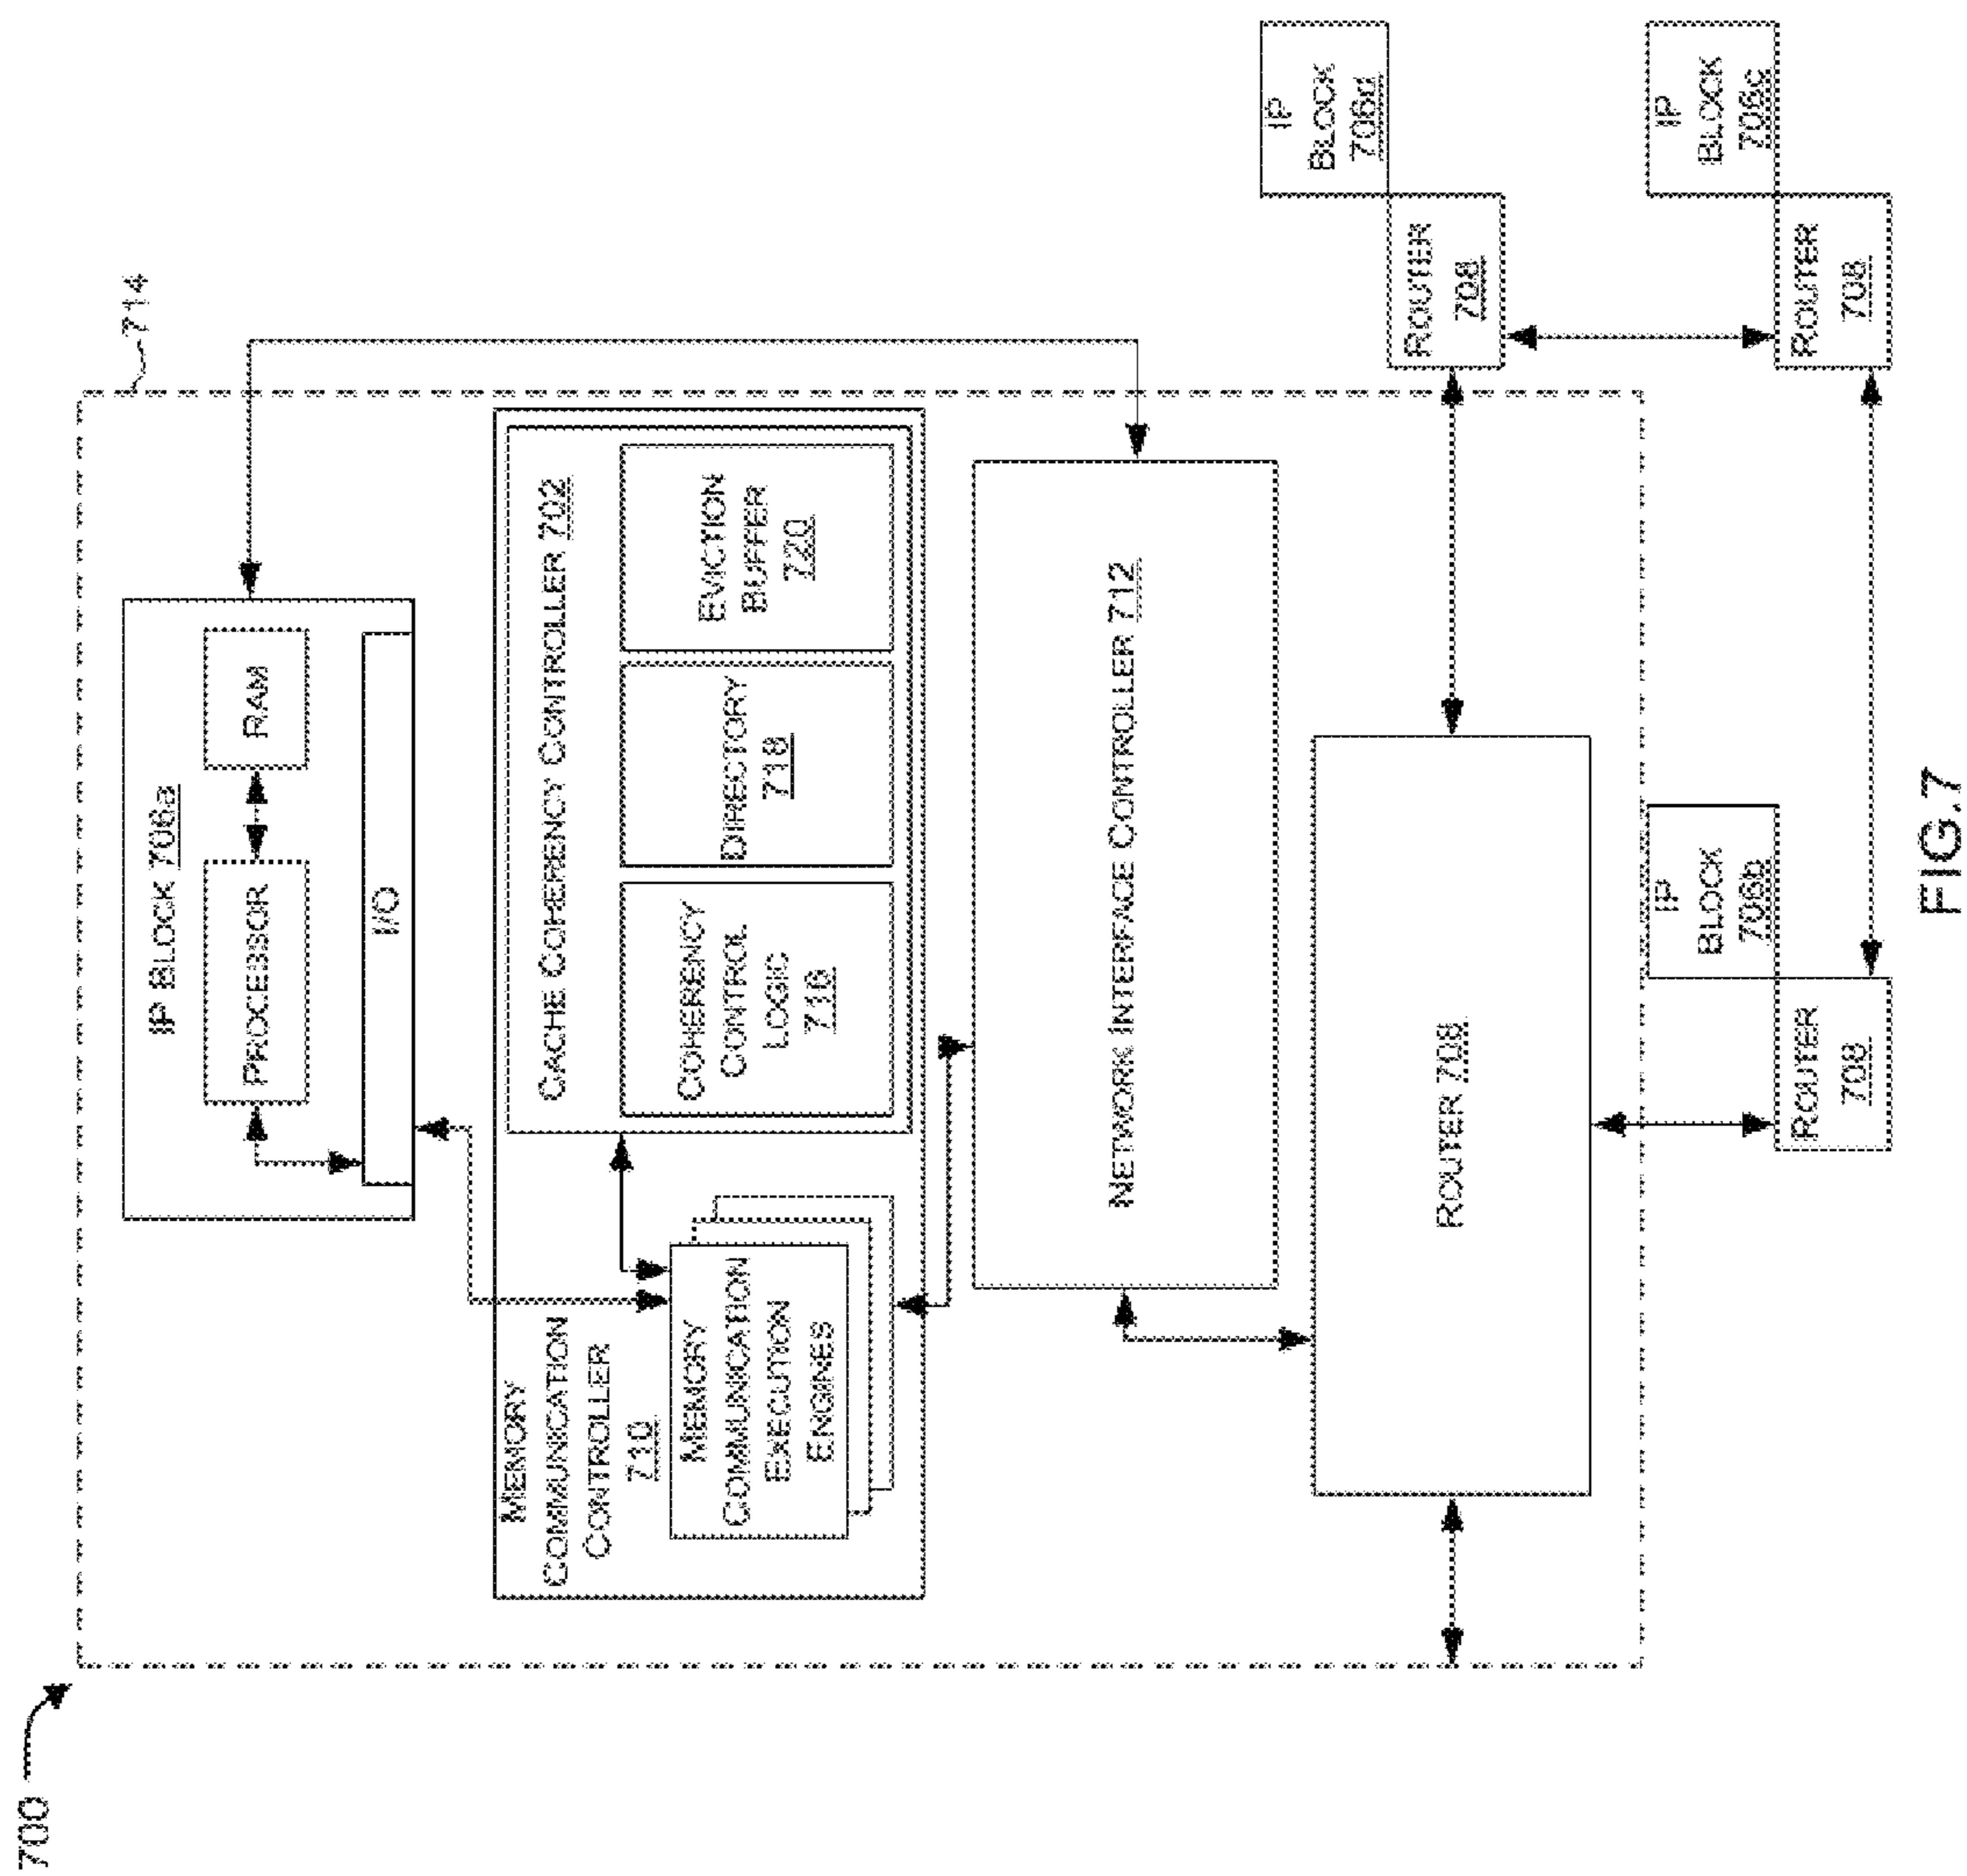 700
714
IP BLOCK 706a
PROCESSOR
RAM
I/O
MEMORY
COMMUNICATION
CONTROLLER
710
CACHE COHERENCY CONTROLLER 702
MEMORY
COMMUNICATION
EXECUTION
ENGINES
COHERENCY
CONTROL
LOGIC
716
DIRECTORY
718
EVICTION
BUFFER
720
NETWORK INTERFACE CONTROLLER 712
ROUTER 708
IP
BLOCK
706d
ROUTER
708
IP
BLOCK
706b
ROUTER
708
IP
BLOCK
706c
ROUTER
708
FIG.7